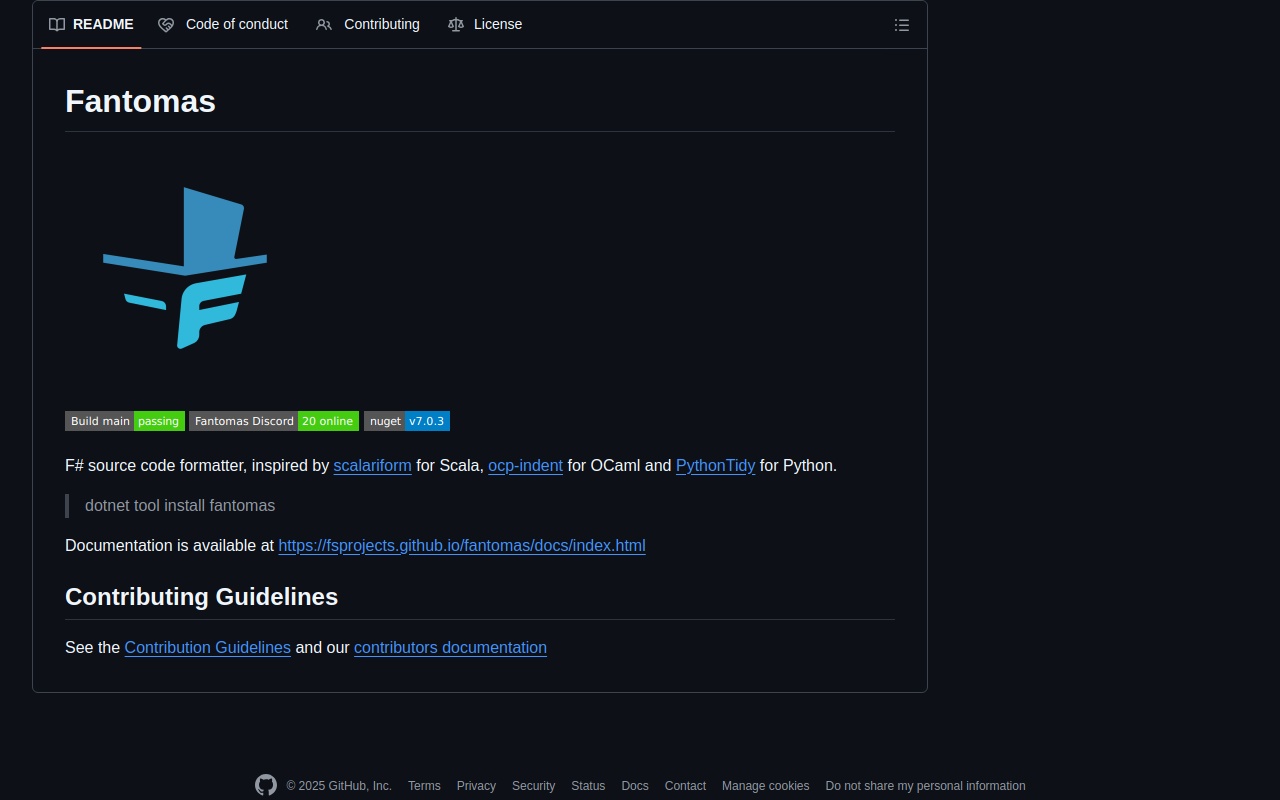 README Code of conduct Contributing License
Fantomas
Build main passing Fantomas Discord 20 online nuget v7.0.3
F# source code formatter, inspired by scalariform for Scala, ocp-indent for OCaml and PythonTidy for Python.
dotnet tool install fantomas
Documentation is available at https://fsprojects.github.io/fantomas/docs/index.html
Contributing Guidelines
See the Contribution Guidelines and our contributors documentation
© 2025 GitHub, Inc. Terms Privacy Security Status Docs Contact Manage cookies Do not share my personal information